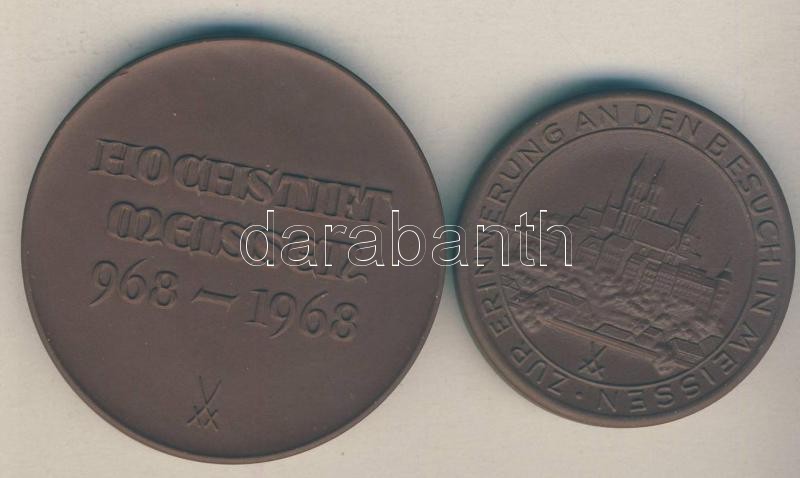 HOCHSTIFT
MEISSEN
968 – 1968
ZUR ERINNERUNG AN DEN BESUCH IN MEISSEN ·
darabanth